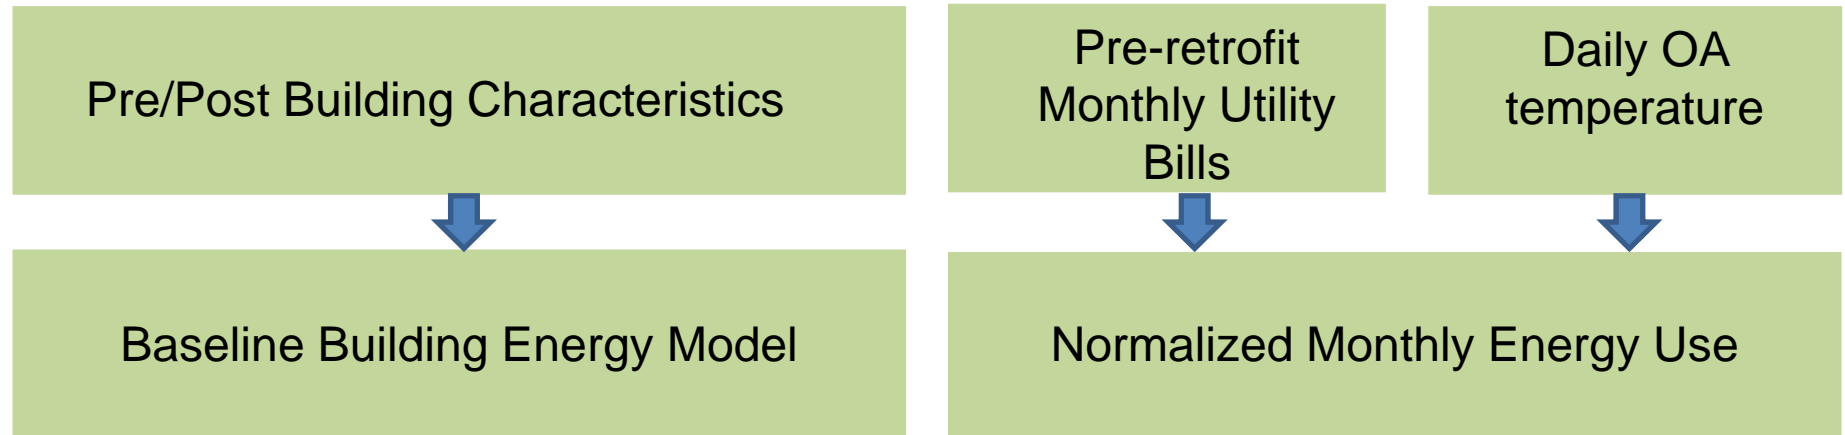 Pre/Post Building Characteristics
Pre-retrofit
Monthly Utility
Bills
Daily OA
temperature
Baseline Building Energy Model
Normalized Monthly Energy Use